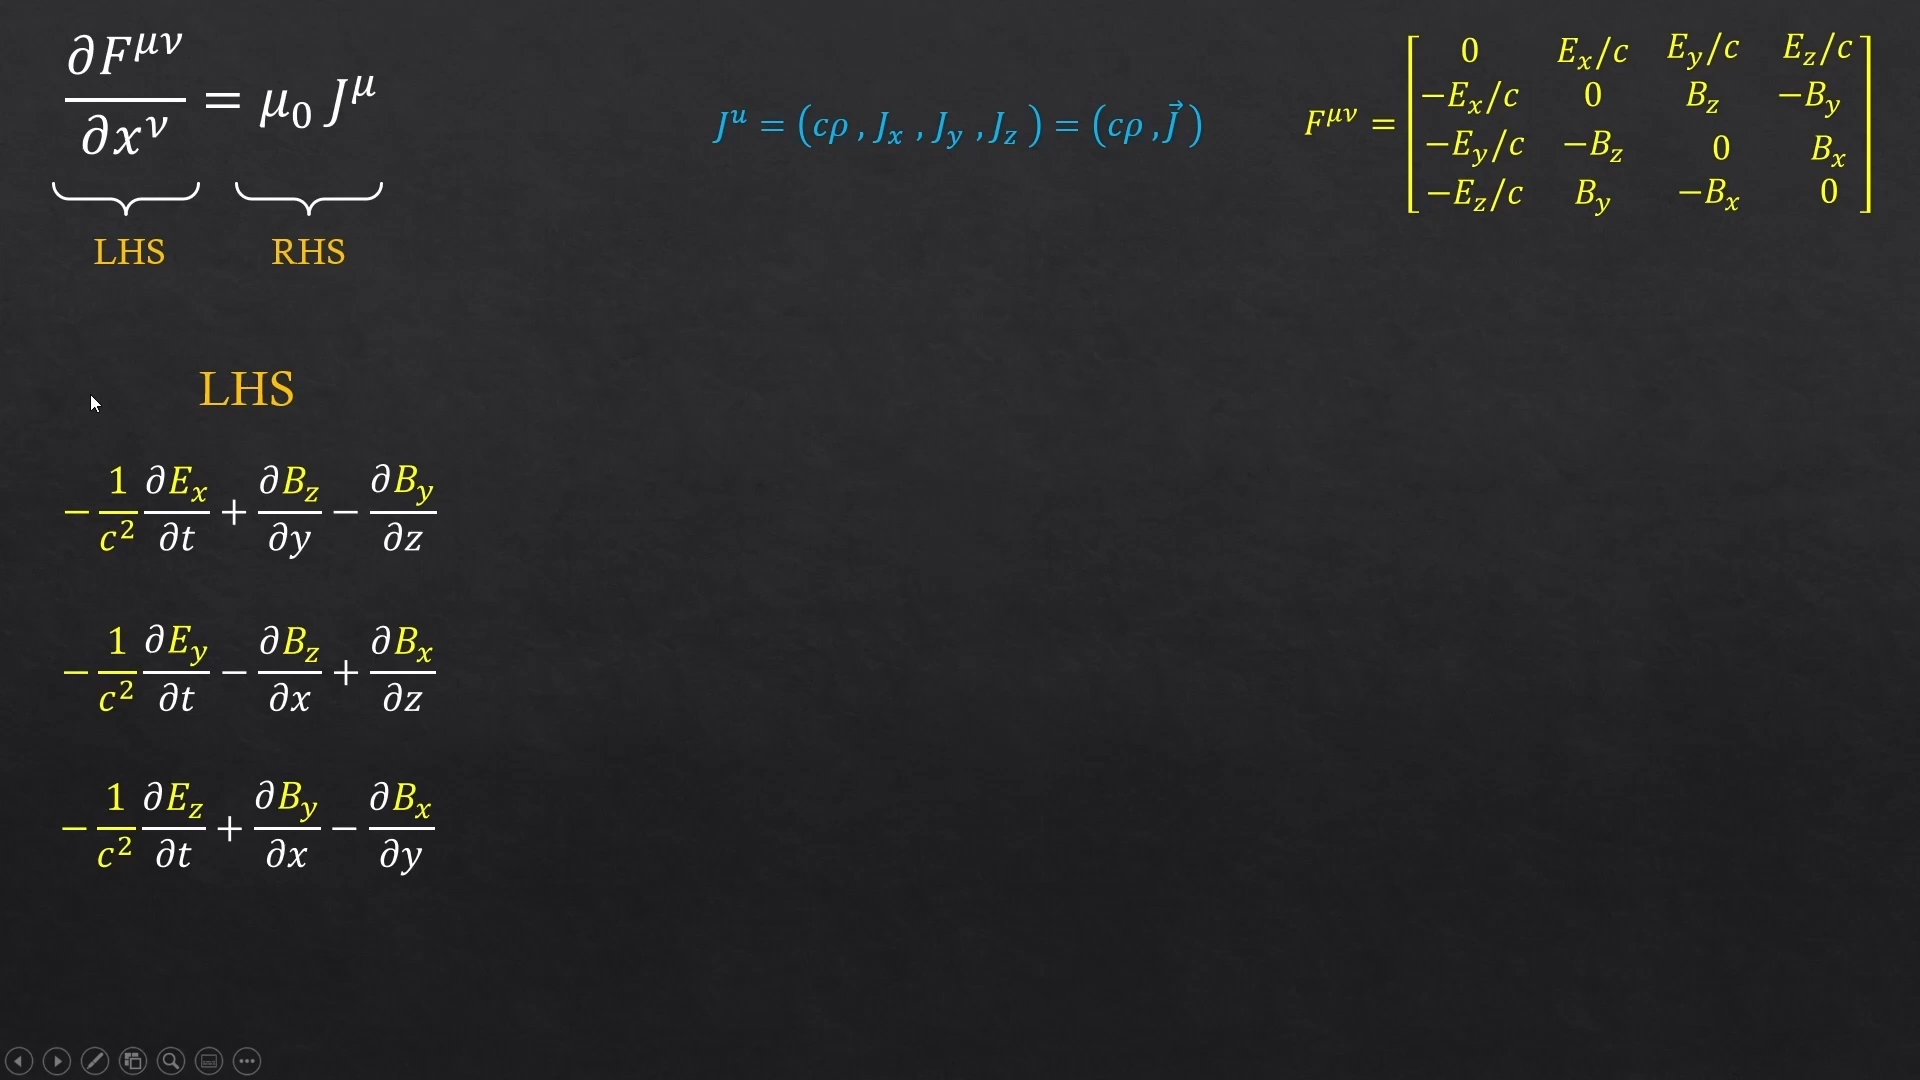 ∂F^{μν}/∂x^ν = μ₀ J^μ
LHS RHS
J^u = (cρ , J_x , J_y , J_z ) = (cρ , J⃗ )
F^{μν} = [ 0 E_x/c E_y/c E_z/c
−E_x/c 0 B_z −B_y
−E_y/c −B_z 0 B_x
−E_z/c B_y −B_x 0 ]
LHS
− 1/c² ∂E_x/∂t + ∂B_z/∂y − ∂B_y/∂z
− 1/c² ∂E_y/∂t − ∂B_z/∂x + ∂B_x/∂z
− 1/c² ∂E_z/∂t + ∂B_y/∂x − ∂B_x/∂y